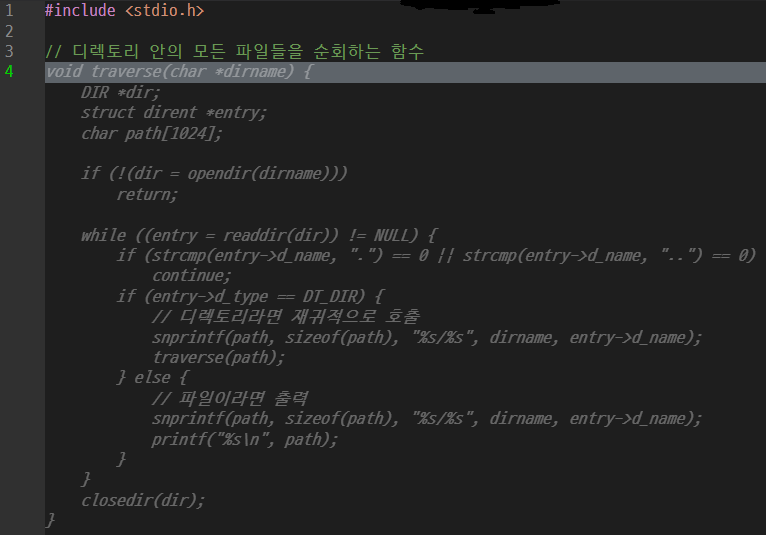 1 #include <stdio.h>
2
3 // 디렉토리 안의 모든 파일들을 순회하는 함수
4 void traverse(char *dirname) {
    DIR *dir;
    struct dirent *entry;
    char path[1024];

    if (!(dir = opendir(dirname)))
        return;

    while ((entry = readdir(dir)) != NULL) {
        if (strcmp(entry->d_name, ".") == 0 || strcmp(entry->d_name, "..") == 0)
            continue;
        if (entry->d_type == DT_DIR) {
            // 디렉토리라면 재귀적으로 호출
            snprintf(path, sizeof(path), "%s/%s", dirname, entry->d_name);
            traverse(path);
        } else {
            // 파일이라면 출력
            snprintf(path, sizeof(path), "%s/%s", dirname, entry->d_name);
            printf("%s\n", path);
        }
    }
    closedir(dir);
}